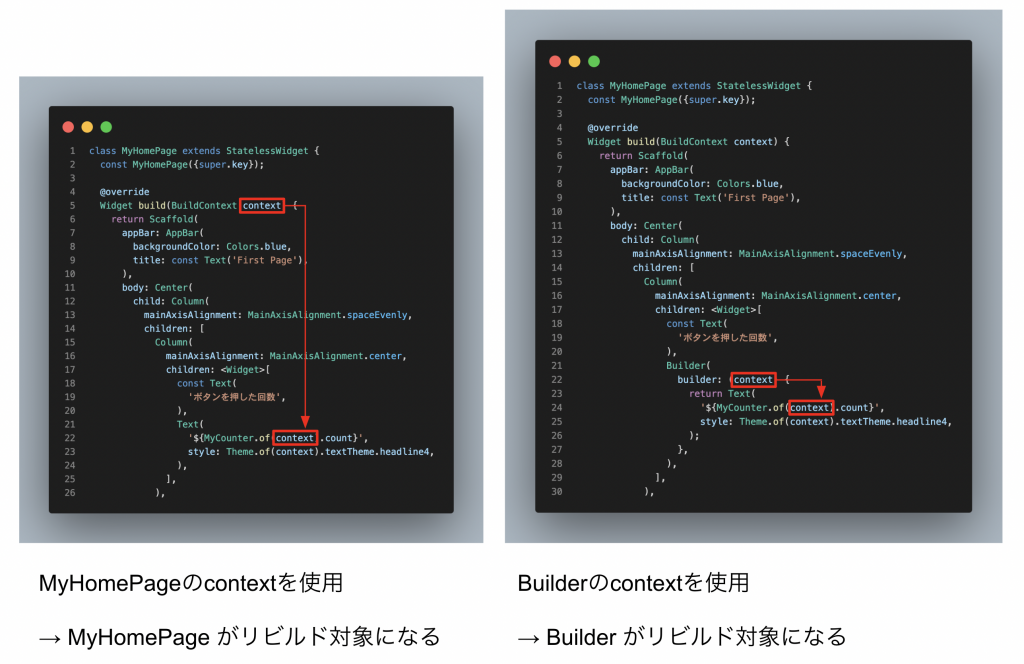 1 class MyHomePage extends StatelessWidget {
2 const MyHomePage({super.key});
3
4 @override
5 Widget build(BuildContext context) {
6 return Scaffold(
7 appBar: AppBar(
8 backgroundColor: Colors.blue,
9 title: const Text('First Page'),
10 ),
11 body: Center(
12 child: Column(
13 mainAxisAlignment: MainAxisAlignment.spaceEvenly,
14 children: [
15 Column(
16 mainAxisAlignment: MainAxisAlignment.center,
17 children: <Widget>[
18 const Text(
19 'ボタンを押した回数',
20 ),
21 Text(
22 '${MyCounter.of(context).count}',
23 style: Theme.of(context).textTheme.headline4,
24 ),
25 ],
26 ),
MyHomePageのcontextを使用
→ MyHomePage がリビルド対象になる
1 class MyHomePage extends StatelessWidget {
2 const MyHomePage({super.key});
3
4 @override
5 Widget build(BuildContext context) {
6 return Scaffold(
7 appBar: AppBar(
8 backgroundColor: Colors.blue,
9 title: const Text('First Page'),
10 ),
11 body: Center(
12 child: Column(
13 mainAxisAlignment: MainAxisAlignment.spaceEvenly,
14 children: [
15 Column(
16 mainAxisAlignment: MainAxisAlignment.center,
17 children: <Widget>[
18 const Text(
19 'ボタンを押した回数',
20 ),
21 Builder(
22 builder: (context) {
23 return Text(
24 '${MyCounter.of(context).count}',
25 style: Theme.of(context).textTheme.headline4,
26 );
27 },
28 ),
29 ],
30 ),
Builderのcontextを使用
→ Builder がリビルド対象になる